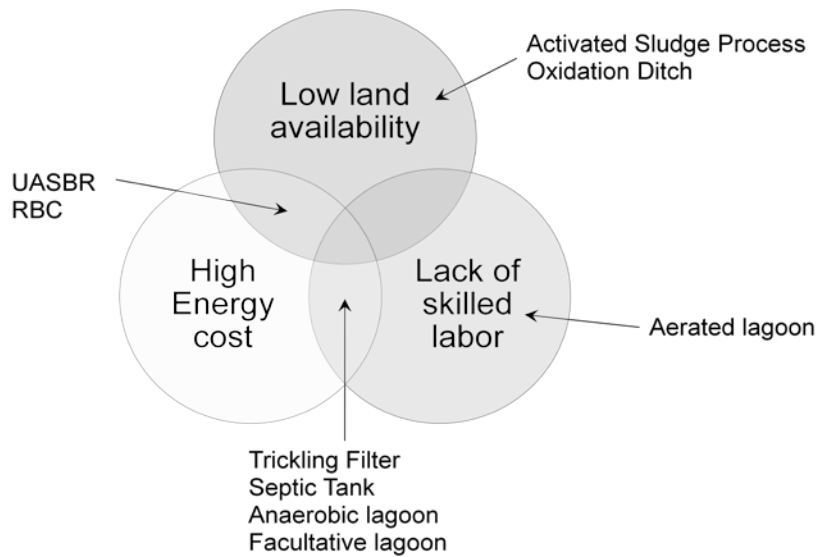 Activated Sludge Process
Oxidation Ditch
Low land
availability
UASBR
RBC
High
Energy
cost
Lack of
skilled
labor
Aerated lagoon
Trickling Filter
Septic Tank
Anaerobic lagoon
Facultative lagoon